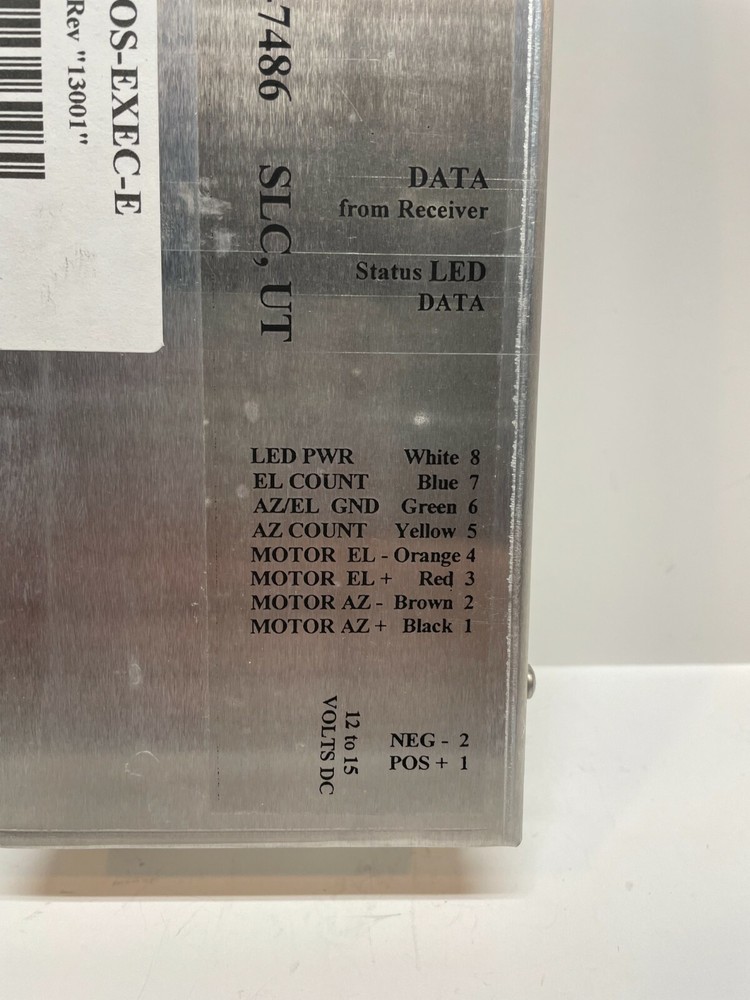 OS-EXEC-E
Rev "13001"
-7486 SLC, UT
DATA
from Receiver
Status LED
DATA
LED PWR White 8
EL COUNT Blue 7
AZ/EL GND Green 6
AZ COUNT Yellow 5
MOTOR EL - Orange 4
MOTOR EL + Red 3
MOTOR AZ - Brown 2
MOTOR AZ + Black 1
12 to 15
VOLTS DC
NEG - 2
POS + 1